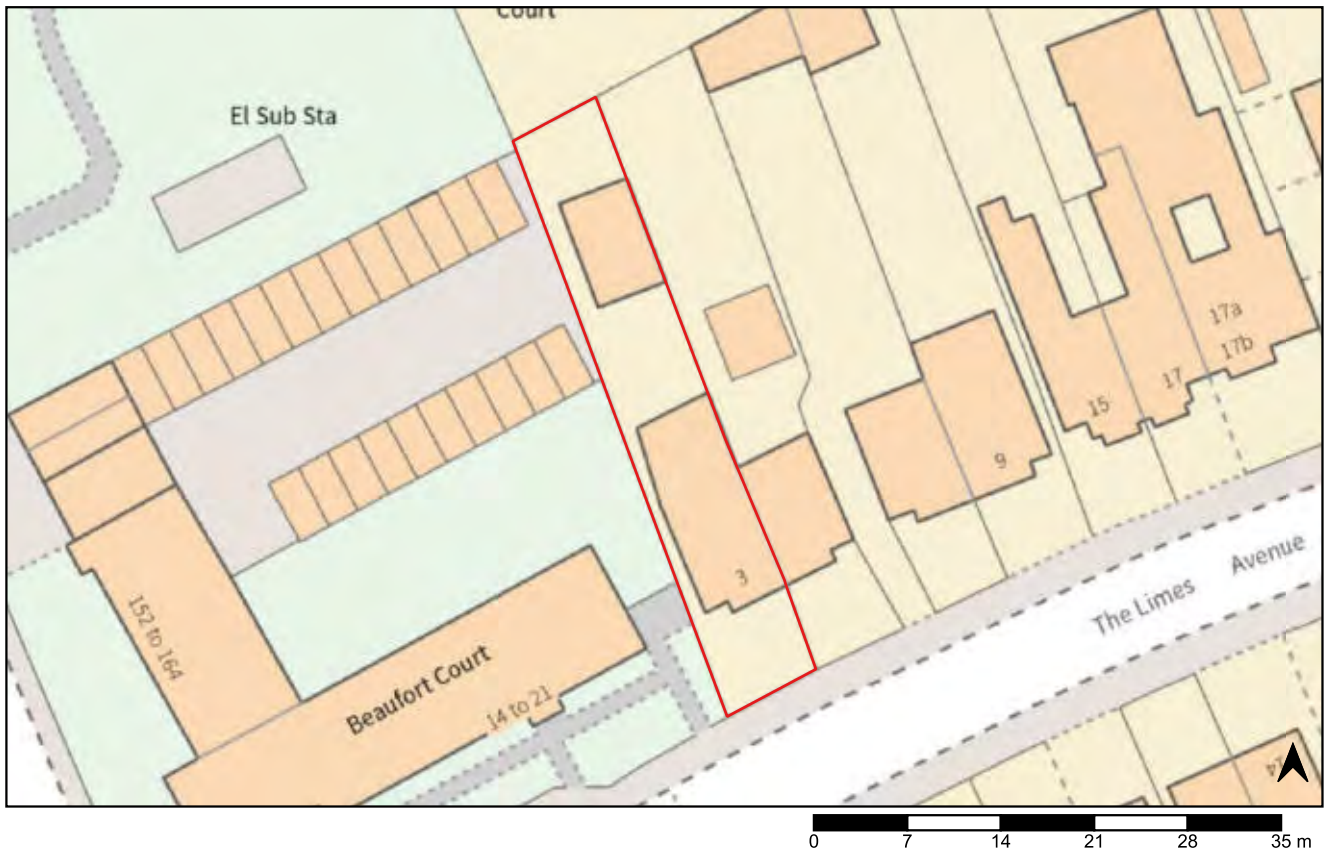 Court
El Sub Sta
17a
17b
17
15
9
Avenue
The Limes
3
152 to 164
Beaufort Court
14 to 21
14
0 7 14 21 28 35 m